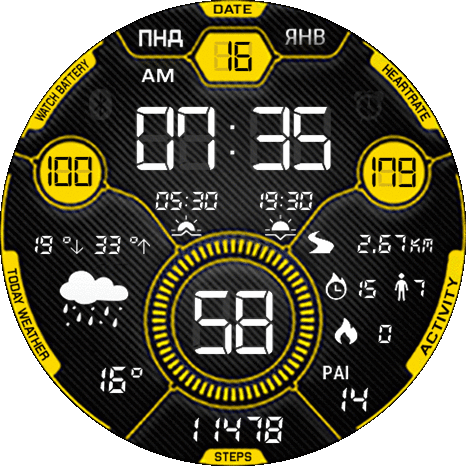 DATE
ПНД 16 ЯНВ
AM
WATCH BATTERY
HEARTRATE
07:35
100
179
05:30 19:30
19 °↓ 33 °↑
2.67KM
TODAY WEATHER
ACTIVITY
58
15 7
0
16°
PAI
14
11478
STEPS